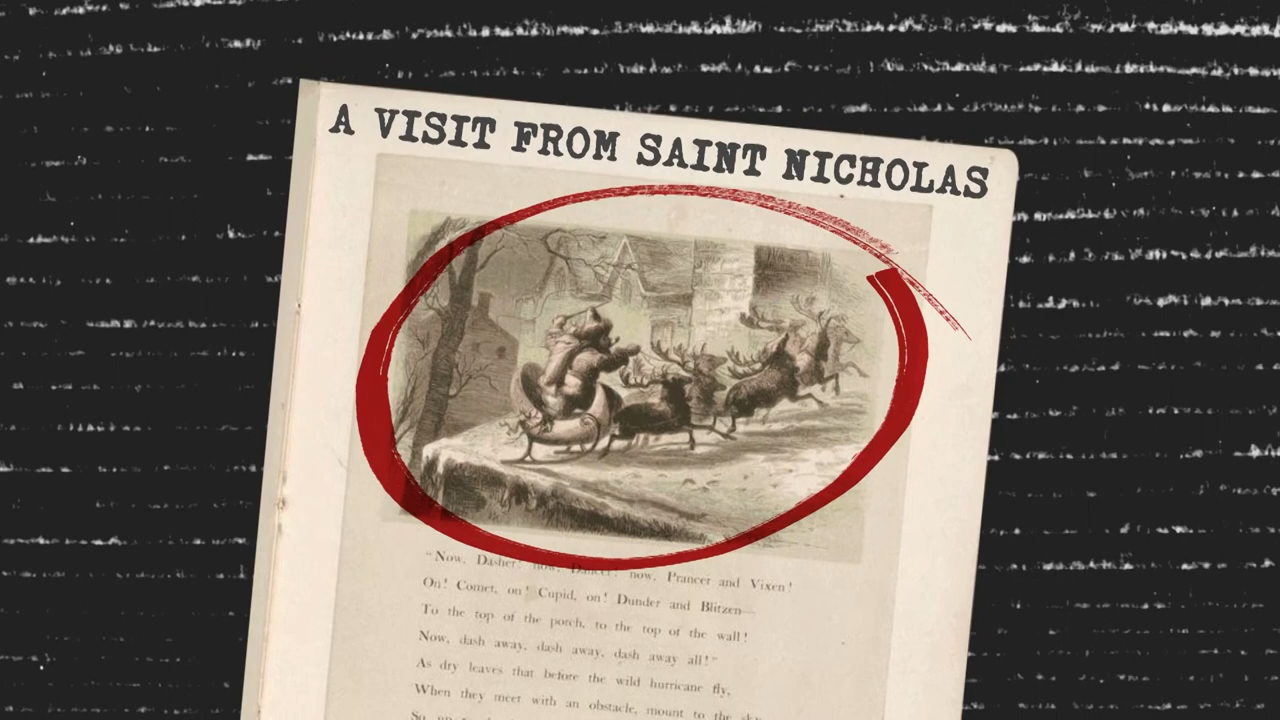 A VISIT FROM SAINT NICHOLAS
"Now, Dasher! now, Dancer! now, Prancer and Vixen!
On! Comet, on! Cupid, on! Dunder and Blitzen—
To the top of the porch, to the top of the wall!
Now, dash away, dash away, dash away all!"
As dry leaves that before the wild hurricane fly,
When they meet with an obstacle, mount to the sky